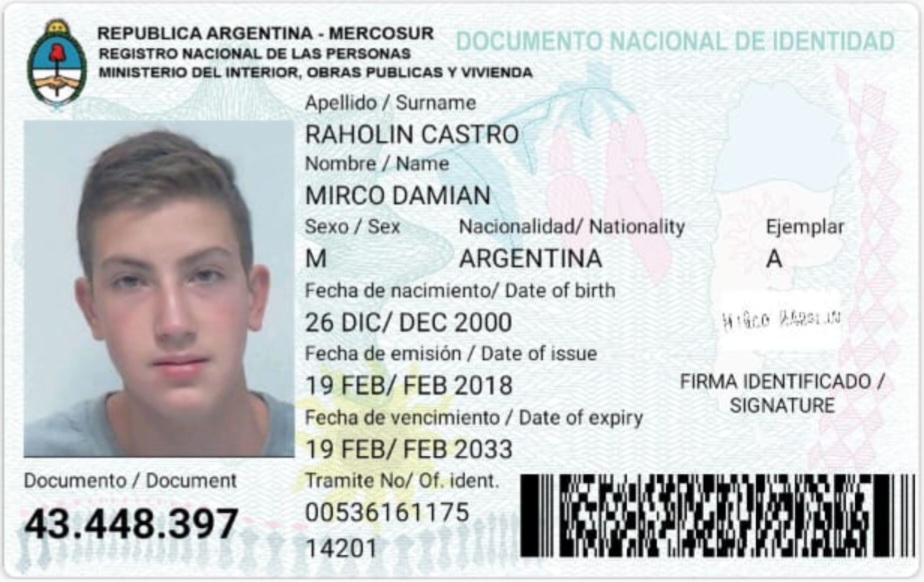 REPUBLICA ARGENTINA - MERCOSUR
REGISTRO NACIONAL DE LAS PERSONAS
MINISTERIO DEL INTERIOR, OBRAS PUBLICAS Y VIVIENDA
DOCUMENTO NACIONAL DE IDENTIDAD
Apellido / Surname
RAHOLIN CASTRO
Nombre / Name
MIRCO DAMIAN
Sexo / Sex Nacionalidad/ Nationality Ejemplar
M ARGENTINA A
Fecha de nacimiento/ Date of birth
26 DIC/ DEC 2000
Fecha de emisión / Date of issue
19 FEB/ FEB 2018
Fecha de vencimiento / Date of expiry
19 FEB/ FEB 2033
MIRCO RAHOLIN
FIRMA IDENTIFICADO /
SIGNATURE
Documento / Document
43.448.397
Tramite No/ Of. ident.
00536161175
14201